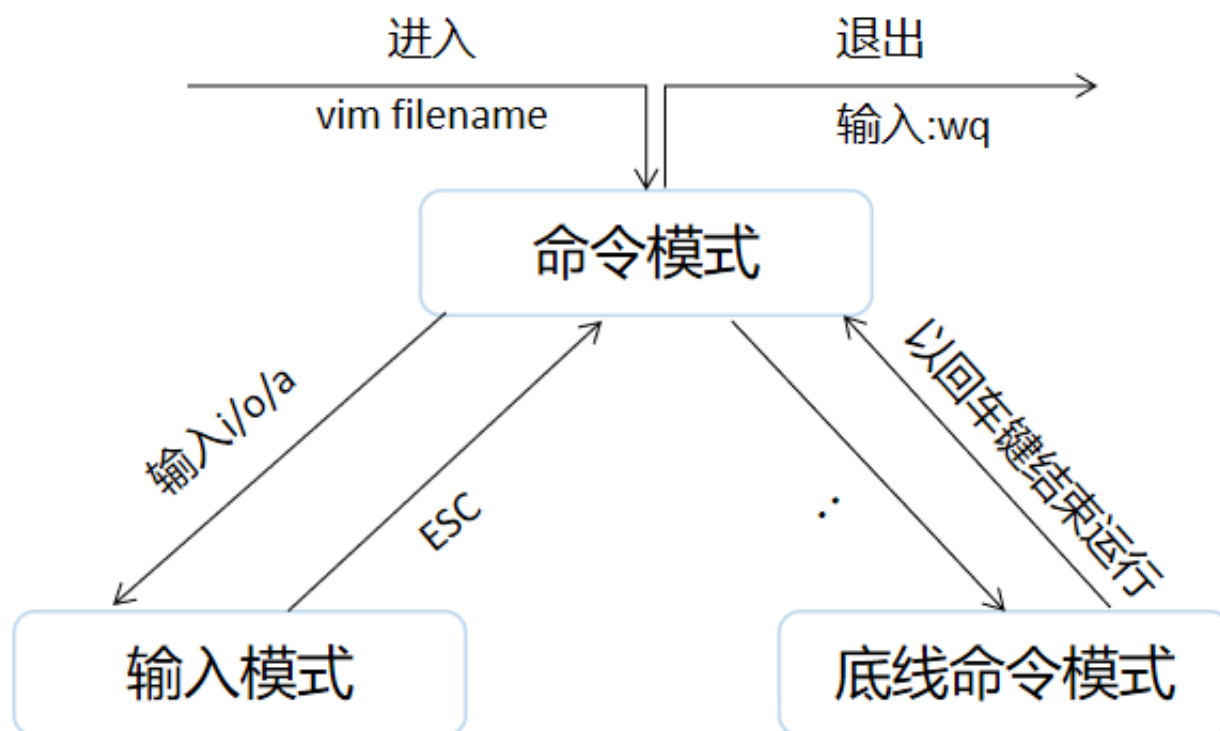 进入
退出
vim filename
输入:wq
命令模式
输入i/o/a
ESC
:
以回车键结束运行
输入模式
底线命令模式